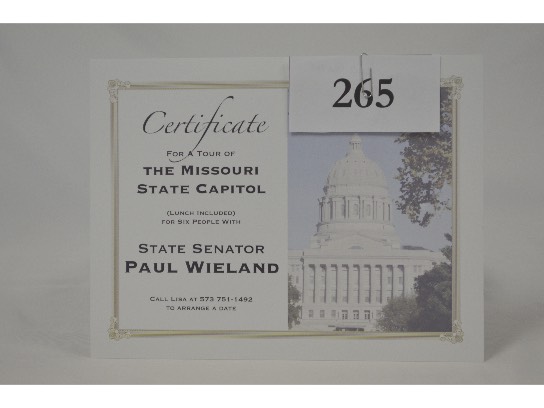 265
Certificate
FOR A TOUR OF
THE MISSOURI
STATE CAPITOL
(LUNCH INCLUDED)
FOR SIX PEOPLE WITH
STATE SENATOR
PAUL WIELAND
CALL LISA AT 573 751-1492
TO ARRANGE A DATE